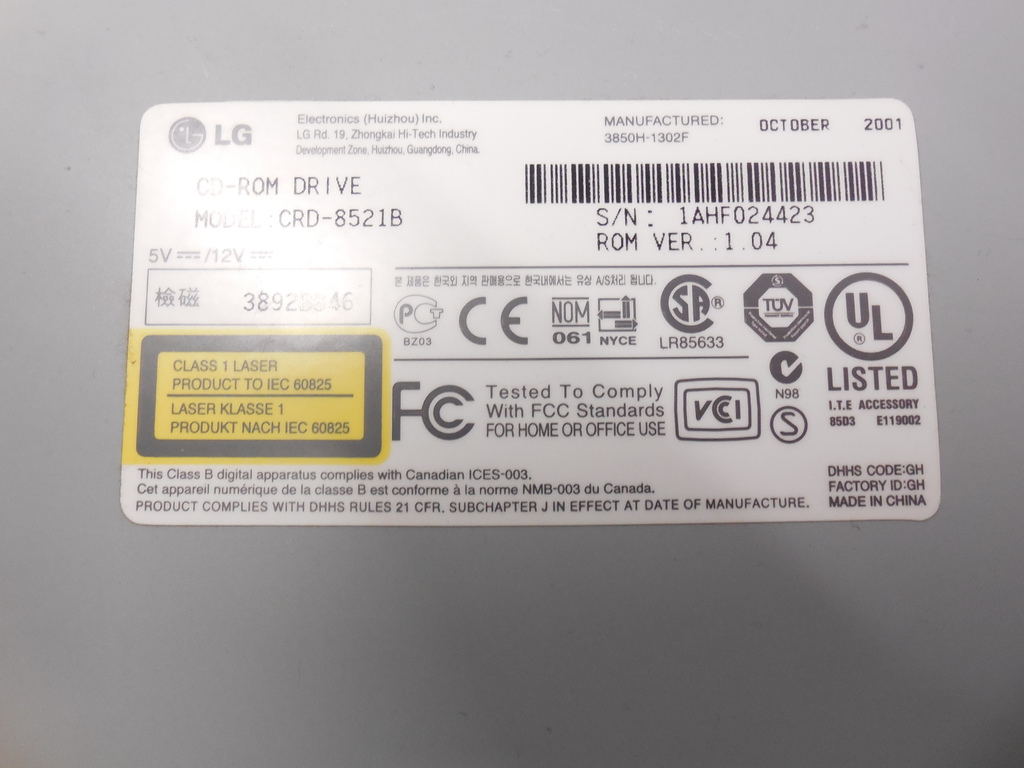 LG
Electronics (Huizhou) Inc.
LG Rd. 19, Zhongkai Hi-Tech Industry
Development Zone, Huizhou, Guangdong, China.
MANUFACTURED: OCTOBER 2001
3850H-1302F
CD-ROM DRIVE
MODEL:CRD-8521B
S/N: 1AHF024423
ROM VER.:1.04
5V /12V
檢磁
본 제품은 한국외 지역 판매용으로 한국내에서는 유상 A/S처리 됩니다.
PCT
BZ03
CE
NOM
061 NYCE
SA ®
LR85633
TÜV
UL ®
LISTED
I.T.E ACCESSORY
85D3 E119002
N98
S
CLASS 1 LASER
PRODUCT TO IEC 60825
LASER KLASSE 1
PRODUKT NACH IEC 60825
FC
Tested To Comply
With FCC Standards
FOR HOME OR OFFICE USE
VCI
This Class B digital apparatus complies with Canadian ICES-003.
Cet appareil numérique de la classe B est conforme à la norme NMB-003 du Canada.
PRODUCT COMPLIES WITH DHHS RULES 21 CFR, SUBCHAPTER J IN EFFECT AT DATE OF MANUFACTURE.
DHHS CODE:GH
FACTORY ID:GH
MADE IN CHINA